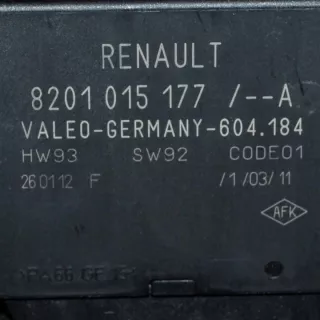 RENAULT
8201 015 177 /--A
VALEO-GERMANY-604.184
HW93 SW92 CODE01
260112 F /1/03/11
AFK